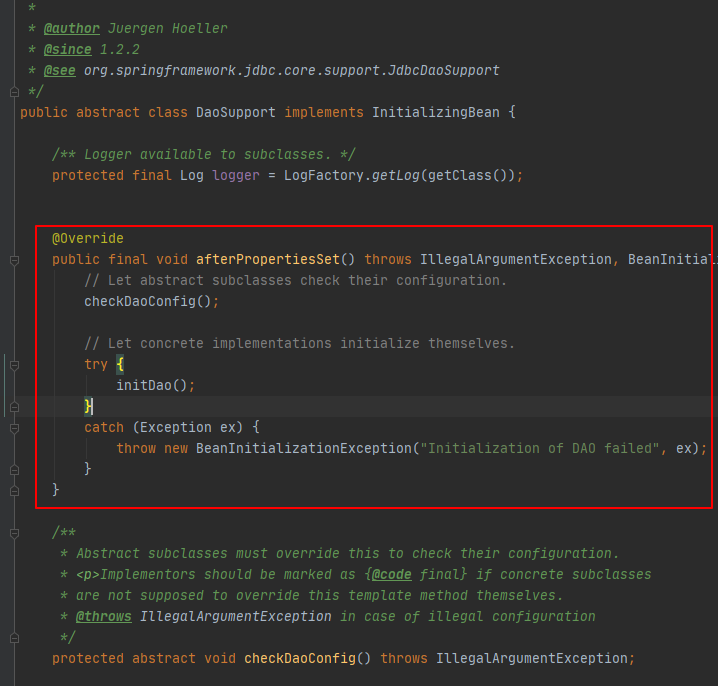 *
* @author Juergen Hoeller
* @since 1.2.2
* @see org.springframework.jdbc.core.support.JdbcDaoSupport
*/
public abstract class DaoSupport implements InitializingBean {
/** Logger available to subclasses. */
protected final Log logger = LogFactory.getLog(getClass());
@Override
public final void afterPropertiesSet() throws IllegalArgumentException, BeanInitial
// Let abstract subclasses check their configuration.
checkDaoConfig();
// Let concrete implementations initialize themselves.
try {
initDao();
}
catch (Exception ex) {
throw new BeanInitializationException("Initialization of DAO failed", ex);
}
}
/**
* Abstract subclasses must override this to check their configuration.
* <p>Implementors should be marked as {@code final} if concrete subclasses
* are not supposed to override this template method themselves.
* @throws IllegalArgumentException in case of illegal configuration
*/
protected abstract void checkDaoConfig() throws IllegalArgumentException;